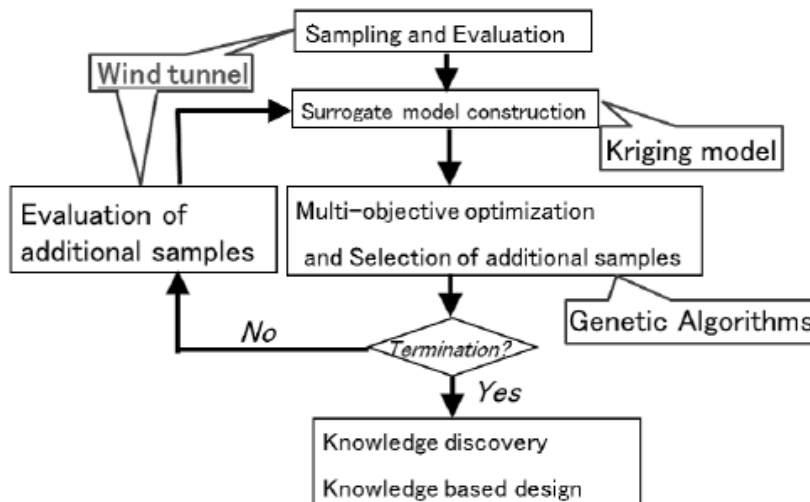 Sampling and Evaluation
Wind tunnel
Surrogate model construction
Kriging model
Evaluation of
additional samples
Multi-objective optimization
and Selection of additional samples
Genetic Algorithms
No
Termination?
Yes
Knowledge discovery
Knowledge based design